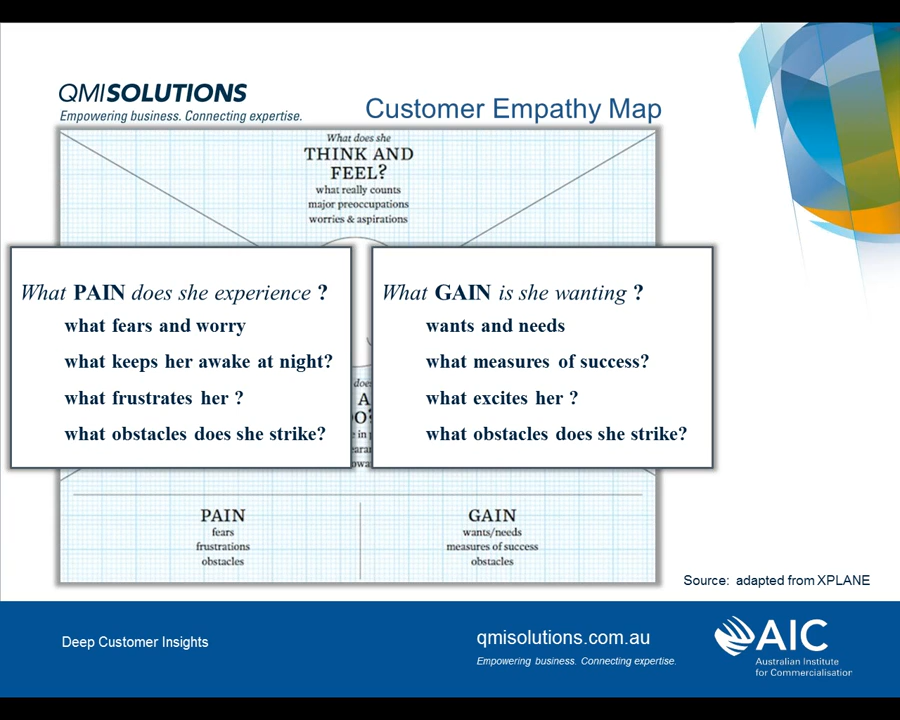 QMISOLUTIONS
Empowering business. Connecting expertise.
Customer Empathy Map
What does she
THINK AND
FEEL?
what really counts
major preoccupations
worries & aspirations
What PAIN does she experience ?
what fears and worry
what keeps her awake at night?
what frustrates her ?
what obstacles does she strike?
What GAIN is she wanting ?
wants and needs
what measures of success?
what excites her ?
what obstacles does she strike?
PAIN
fears
frustrations
obstacles
GAIN
wants/needs
measures of success
obstacles
Source: adapted from XPLANE
Deep Customer Insights
qmisolutions.com.au
Empowering business. Connecting expertise.
AIC
Australian Institute
for Commercialisation